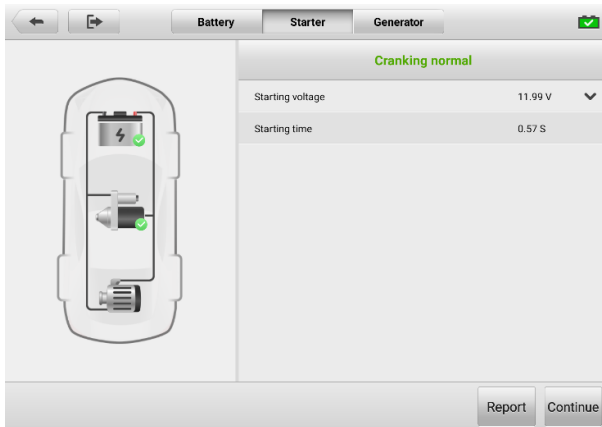 Battery
Starter
Generator
Cranking normal
Starting voltage 11.99 V
Starting time 0.57 S
Report
Continue